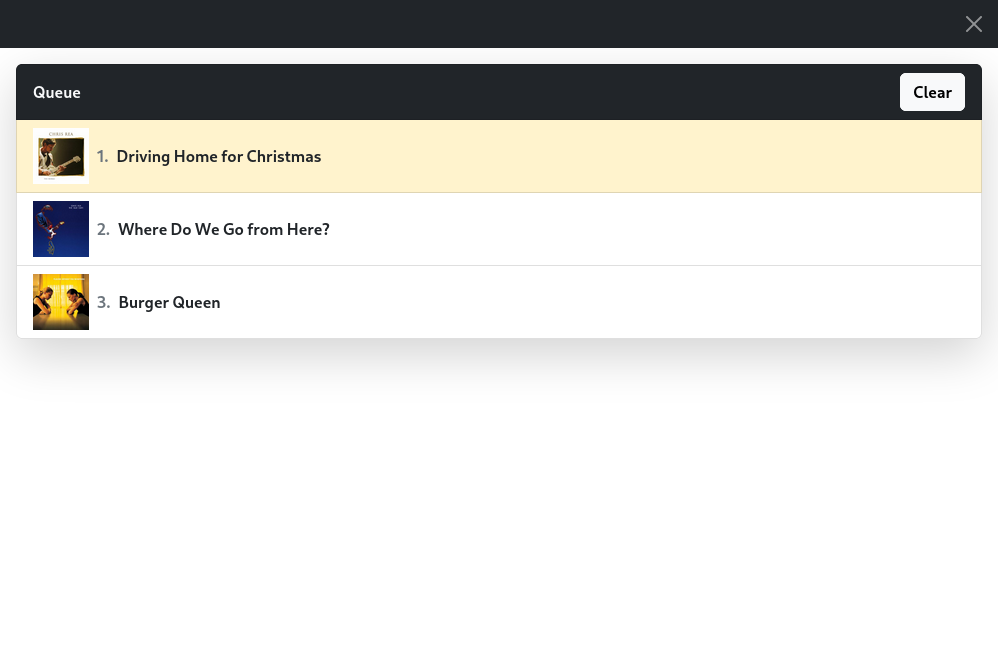 Queue
Clear
CHRIS REA
1. Driving Home for Christmas
2. Where Do We Go from Here?
3. Burger Queen